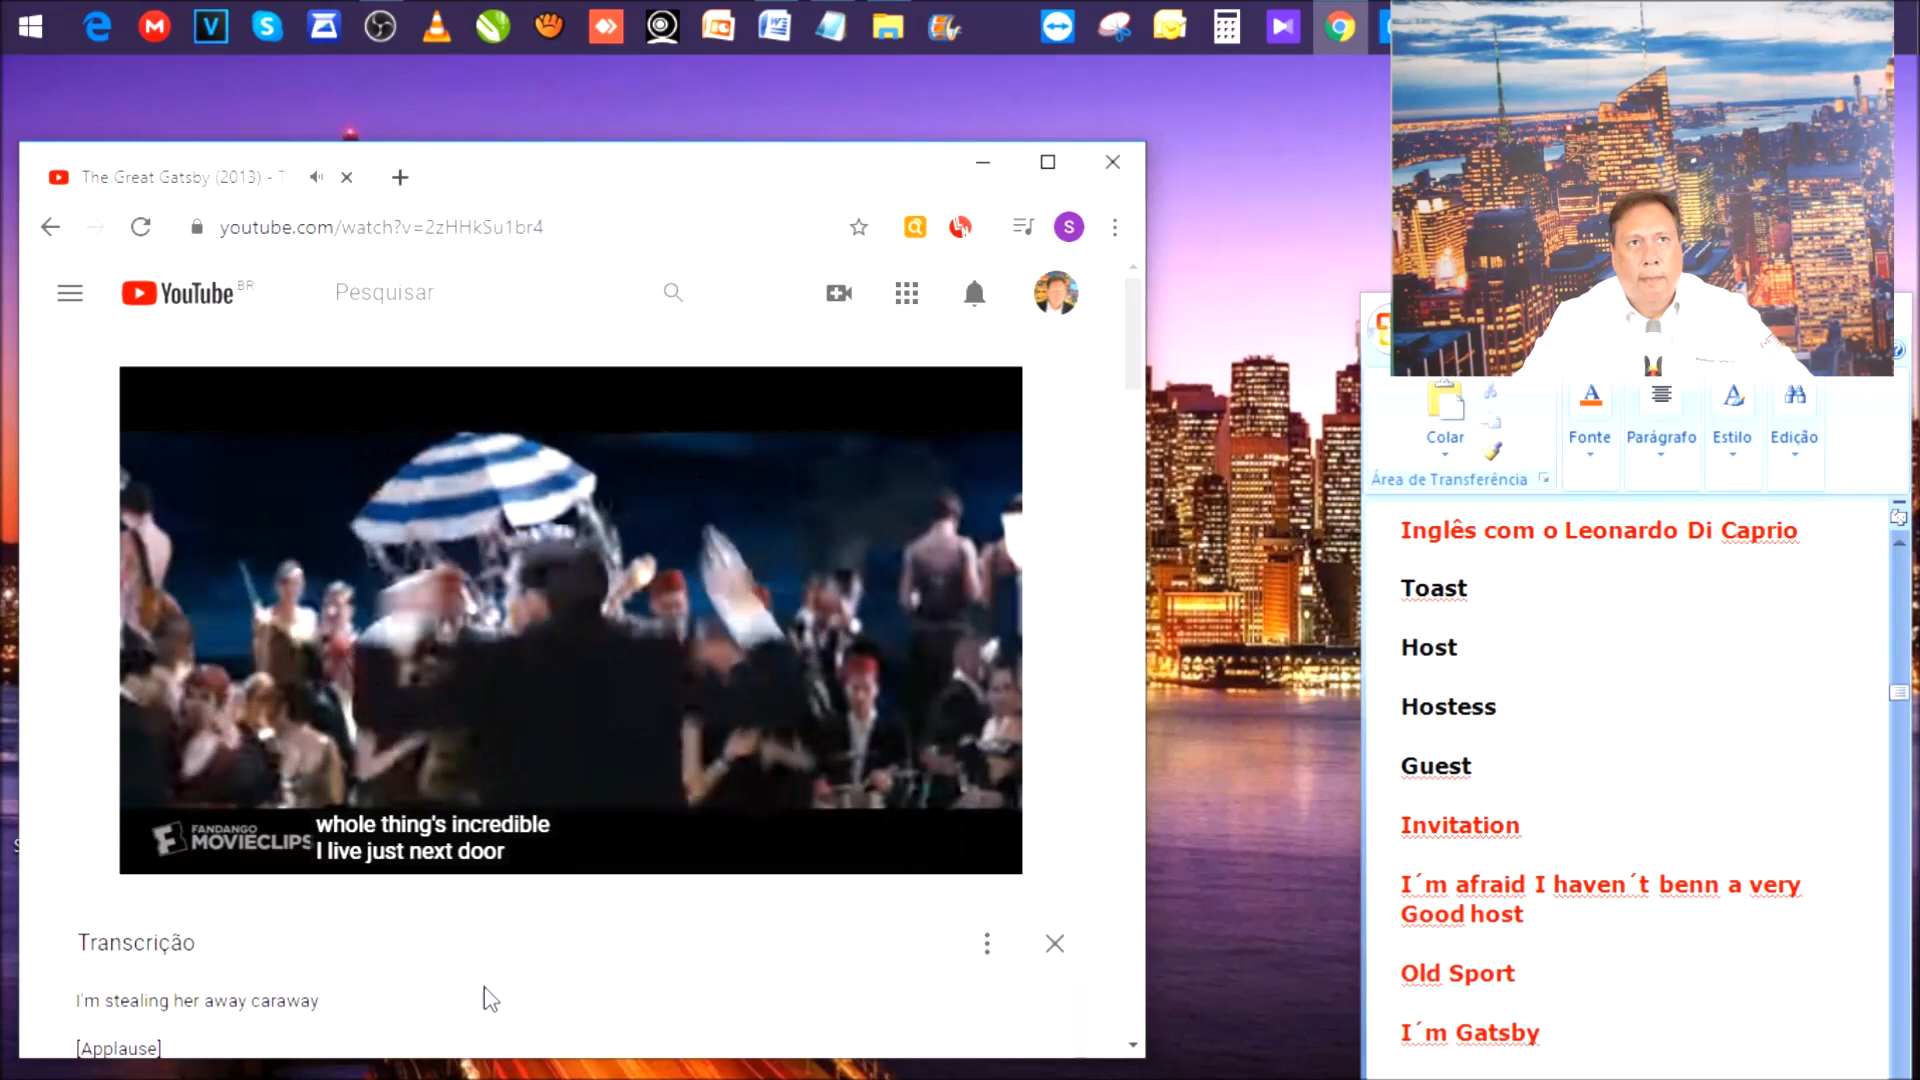 The Great Gatsby (2013) - T
youtube.com/watch?v=2zHHkSu1br4
S
YouTube BR
Pesquisar
whole thing's incredible
I live just next door
FANDANGO
MOVIECLIPS
Transcrição
I'm stealing her away caraway
[Applause]
Colar
Fonte
Parágrafo
Estilo
Edição
Área de Transferência
Inglês com o Leonardo Di Caprio
Toast
Host
Hostess
Guest
Invitation
I´m afraid I haven´t benn a very
Good host
Old Sport
I´m Gatsby